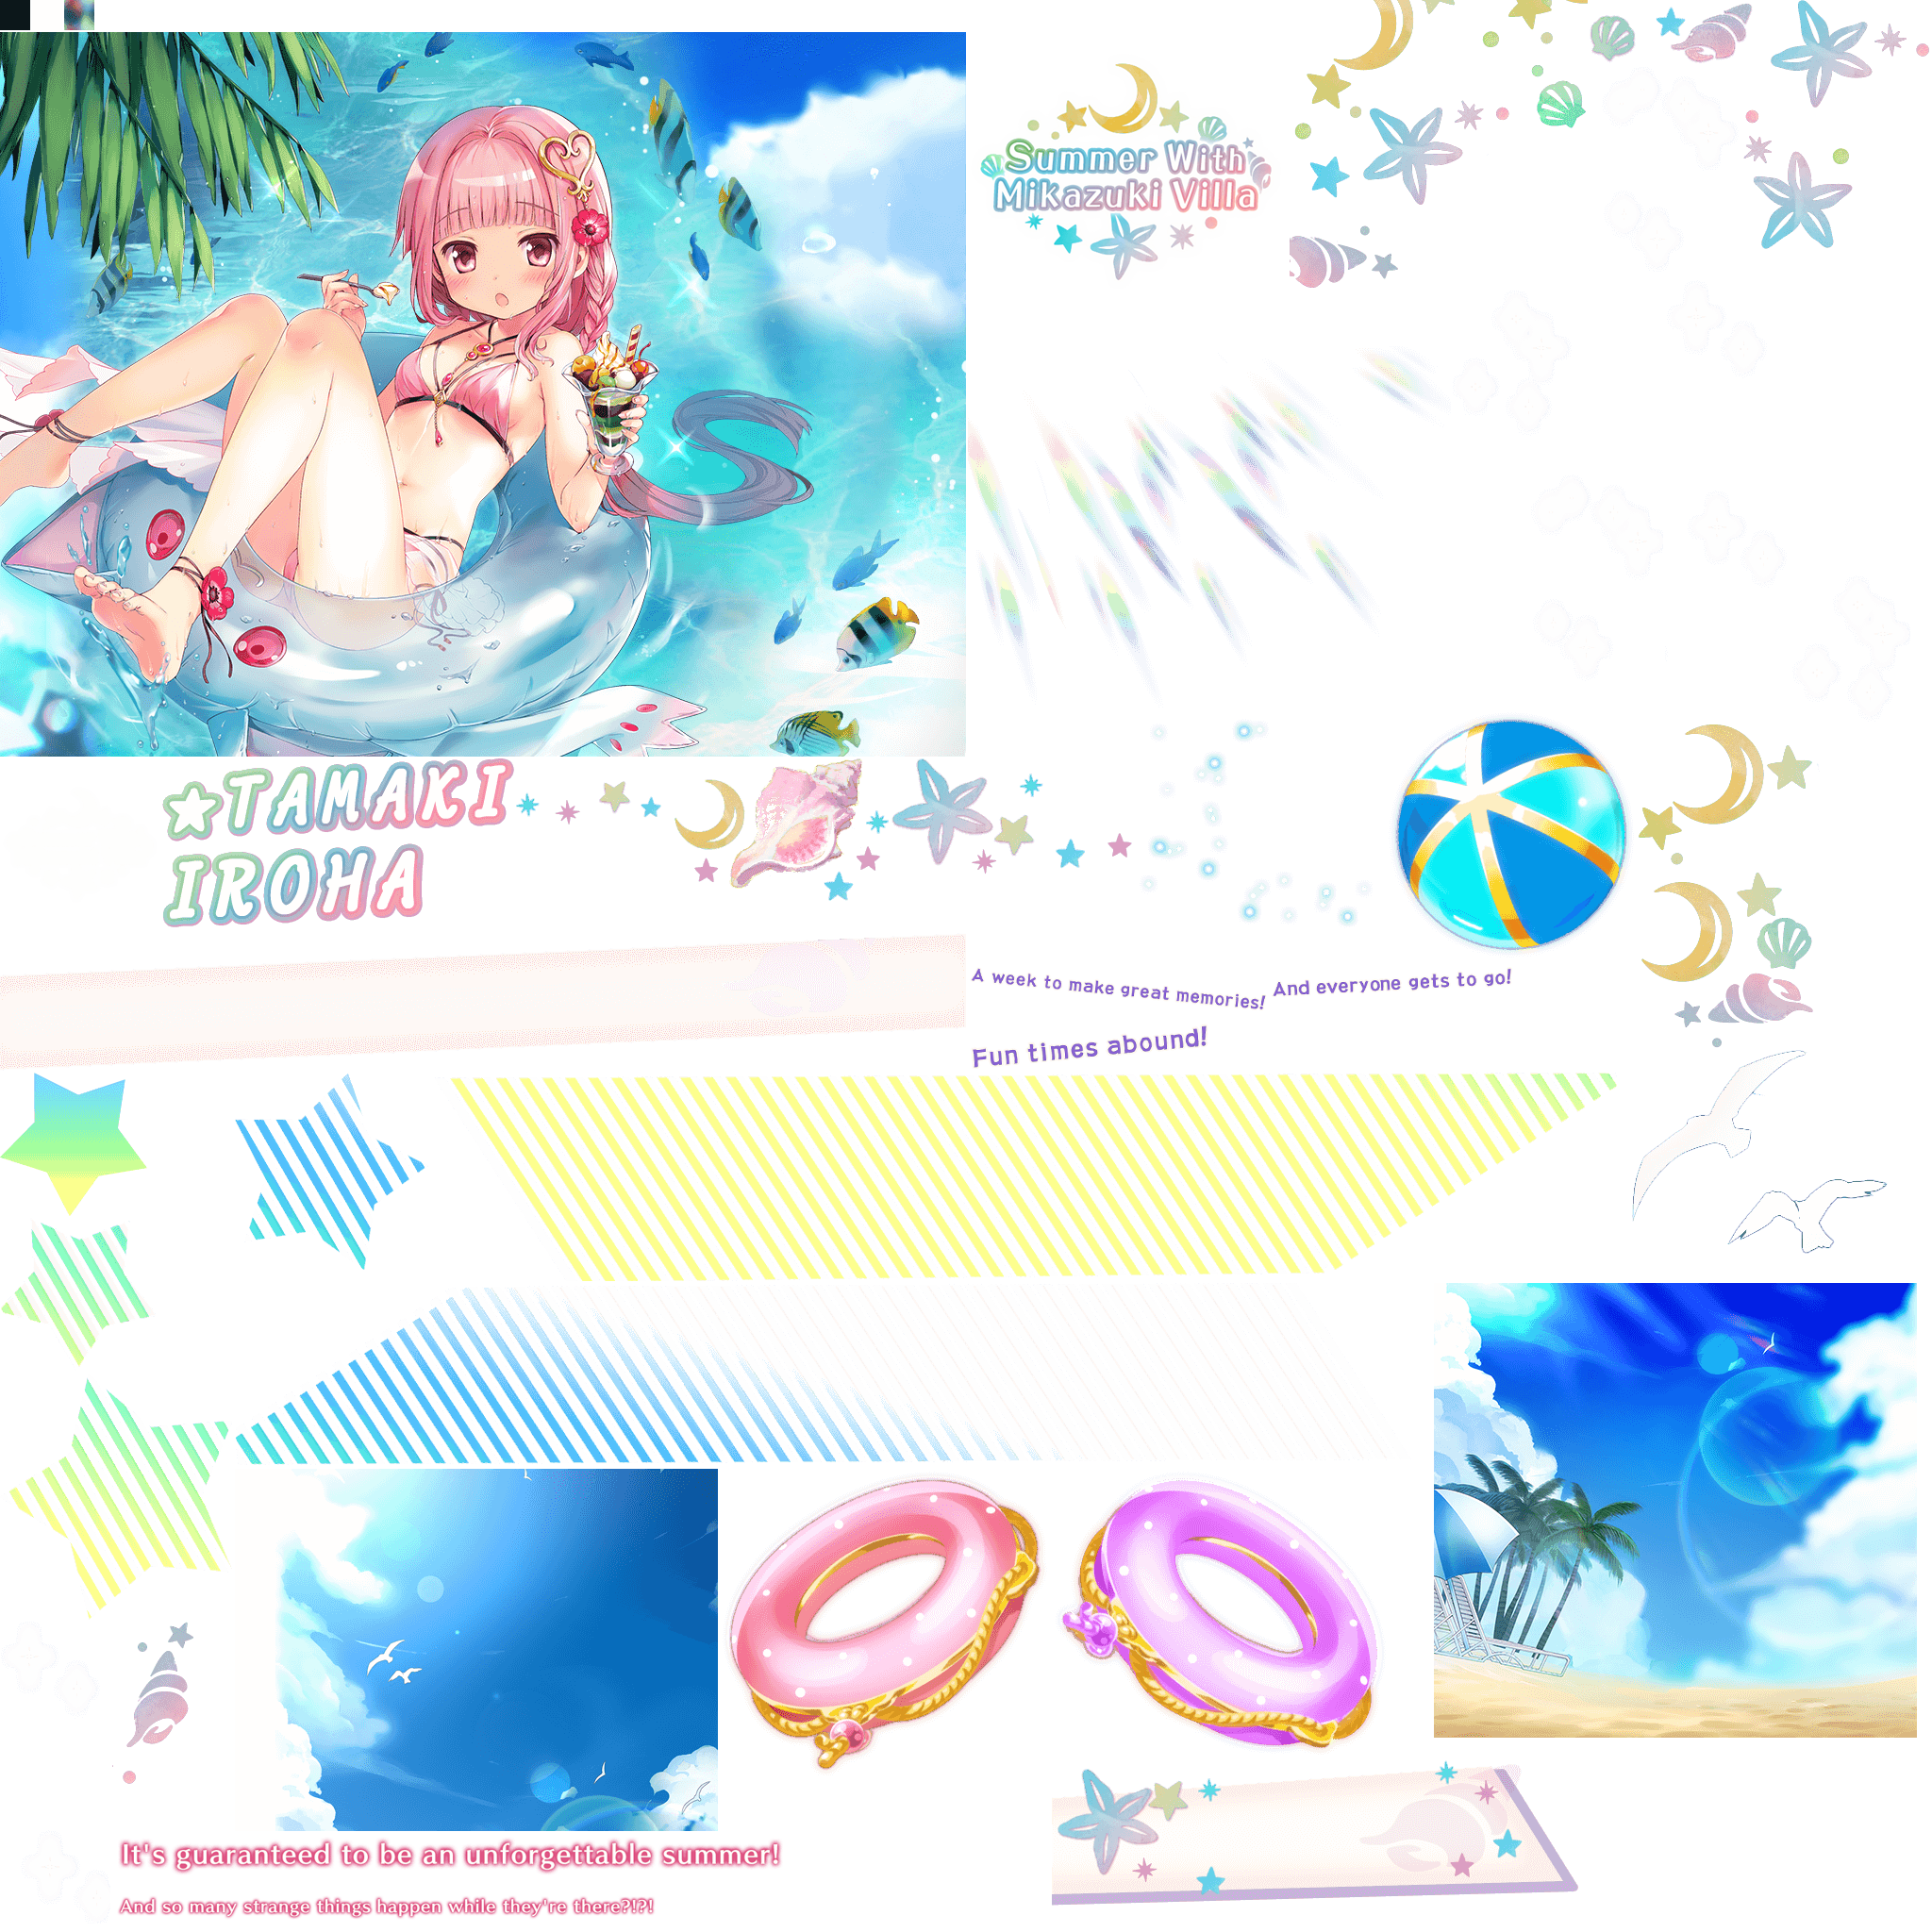 Summer With
Mikazuki Villa
★TAMAKI
IROHA
A week to make great memories!
And everyone gets to go!
Fun times abound!
It's guaranteed to be an unforgettable summer!
And so many strange things happen while they're there?!?!